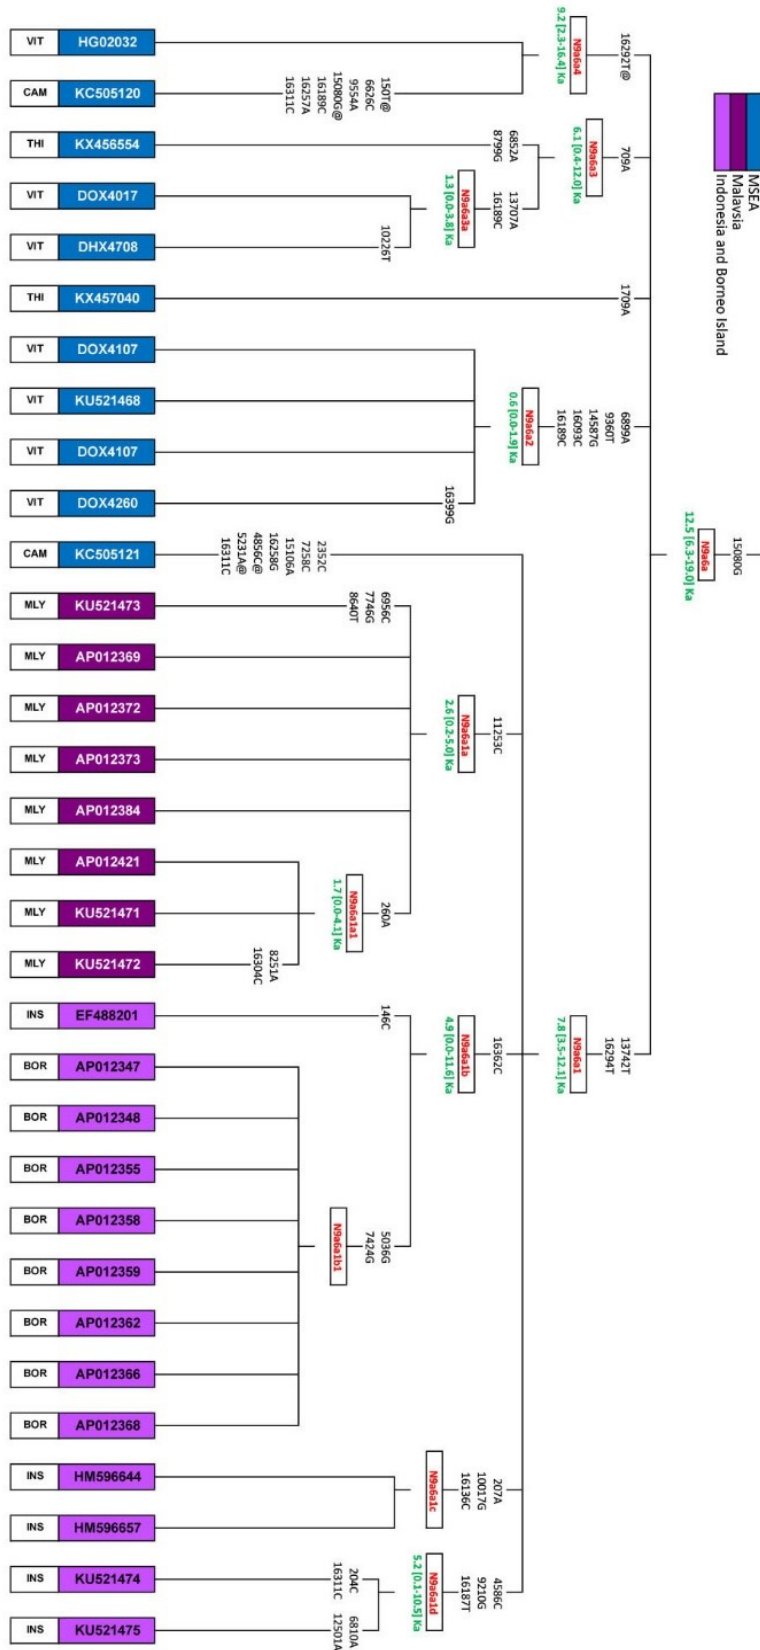 MSEA
Malaysia
Indonesia and Borneo Island
15080G
N9a6a
12.5 [6.3-19.0] Ka
16292T@
N9a6a4
9.2 [2.3-16.4] Ka
709A
N9a6a3
6.1 [0.4-12.0] Ka
1709A
6899A
9360T
14587G
16093C
16189C
N9a6a2
0.6 [0.0-1.9] Ka
13742T
16294T
N9a6a1
7.8 [3.5-12.1] Ka
13707A
16189C
N9a6a3a
1.3 [0.0-3.8] Ka
11253C
N9a6a1a
2.6 [0.2-5.0] Ka
16362C
N9a6a1b
4.9 [0.0-11.6] Ka
207A
10017G
16136C
N9a6a1c
4586C
9210G
16187T
N9a6a1d
5.2 [0.1-10.5] Ka
260A
N9a6a1a1
1.7 [0.0-4.1] Ka
5036G
7424G
N9a6a1b1
150T@
6626C
9554A
15080G@
16189C
16257A
16311C
6852A
8799G
10226T
16399G
2352C
7258C
15106A
16258G
4856C@
5231A@
16311C
6956C
7746G
8640T
8251A
16304C
146C
204C
16311C
6810A
12501A
VIT HG02032
CAM KC505120
THI KX456554
VIT DOX4017
VIT DHX4708
THI KX457040
VIT DOX4107
VIT KU521468
VIT DOX4107
VIT DOX4260
CAM KC505121
MLY KU521473
MLY AP012369
MLY AP012372
MLY AP012373
MLY AP012384
MLY AP012421
MLY KU521471
MLY KU521472
INS EF488201
BOR AP012347
BOR AP012348
BOR AP012355
BOR AP012358
BOR AP012359
BOR AP012362
BOR AP012366
BOR AP012368
INS HM596644
INS HM596657
INS KU521474
INS KU521475